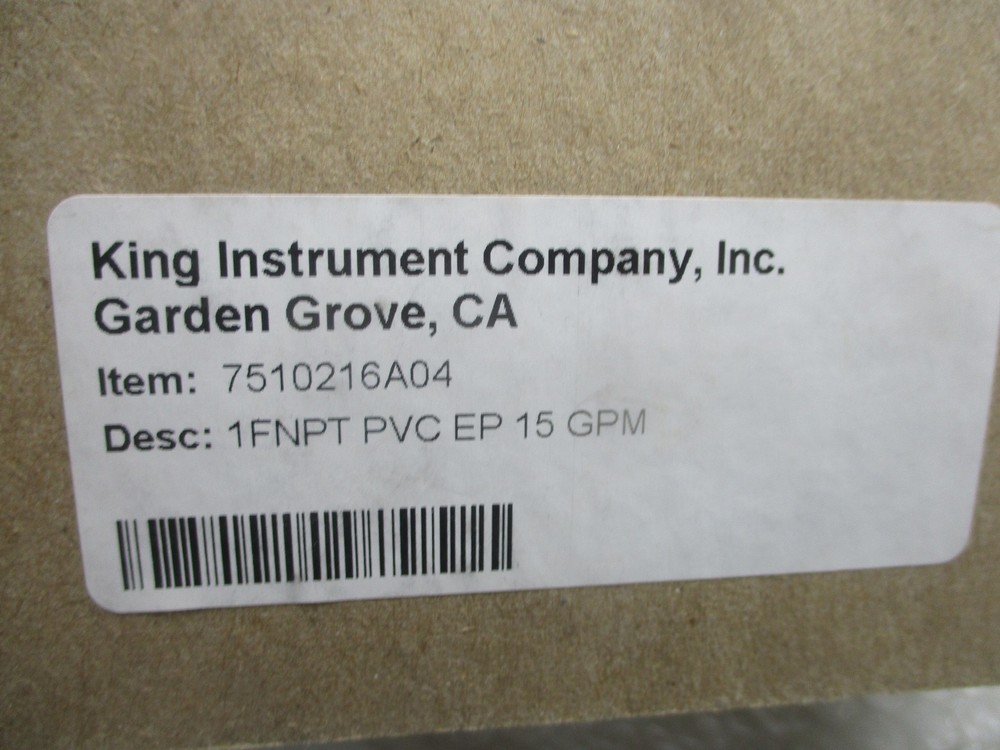 King Instrument Company, Inc.
Garden Grove, CA
Item: 7510216A04
Desc: 1FNPT PVC EP 15 GPM